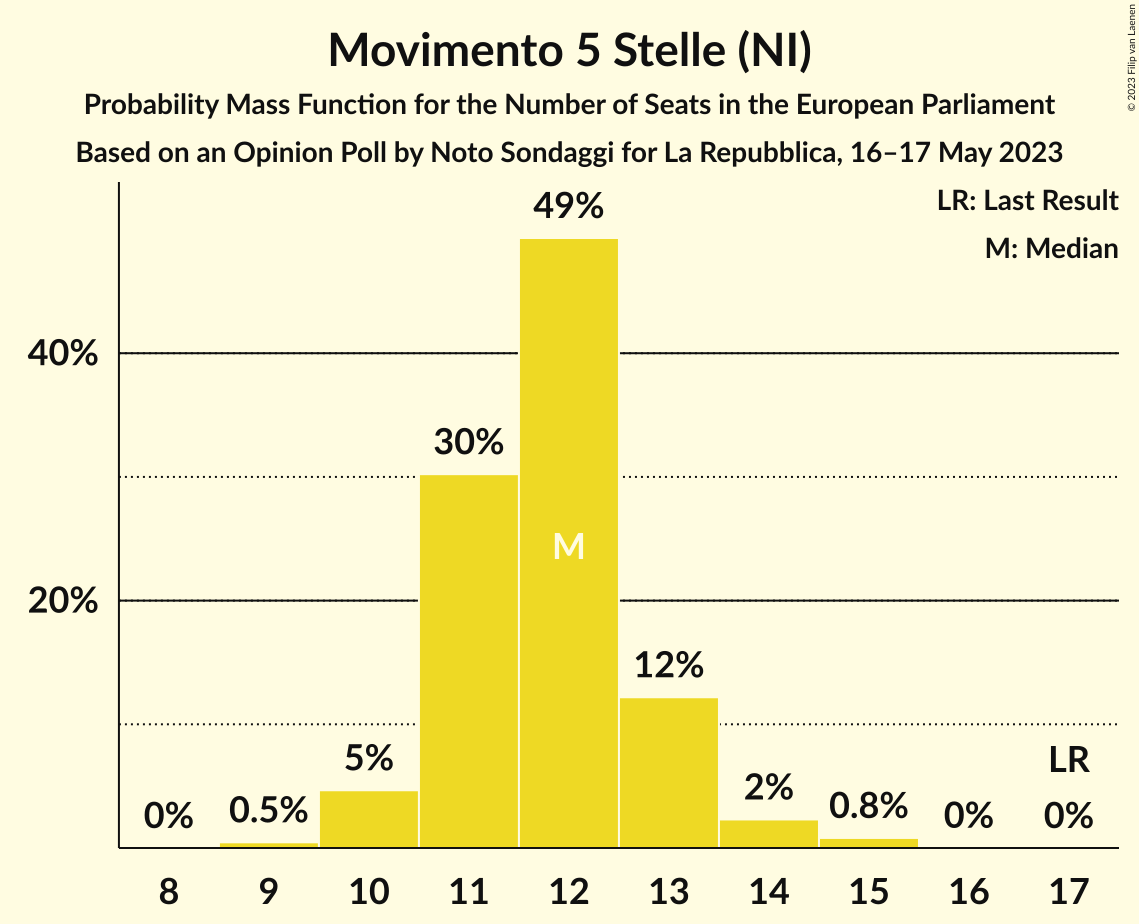 Movimento 5 Stelle (NI)
Probability Mass Function for the Number of Seats in the European Parliament
Based on an Opinion Poll by Noto Sondaggi for La Repubblica, 16–17 May 2023
© 2023 Filip van Laenen
LR: Last Result
M: Median
49%
40%
30%
M
20%
12%
5%
LR
2%
0% 0.5% 0.8% 0% 0%
8 9 10 11 12 13 14 15 16 17